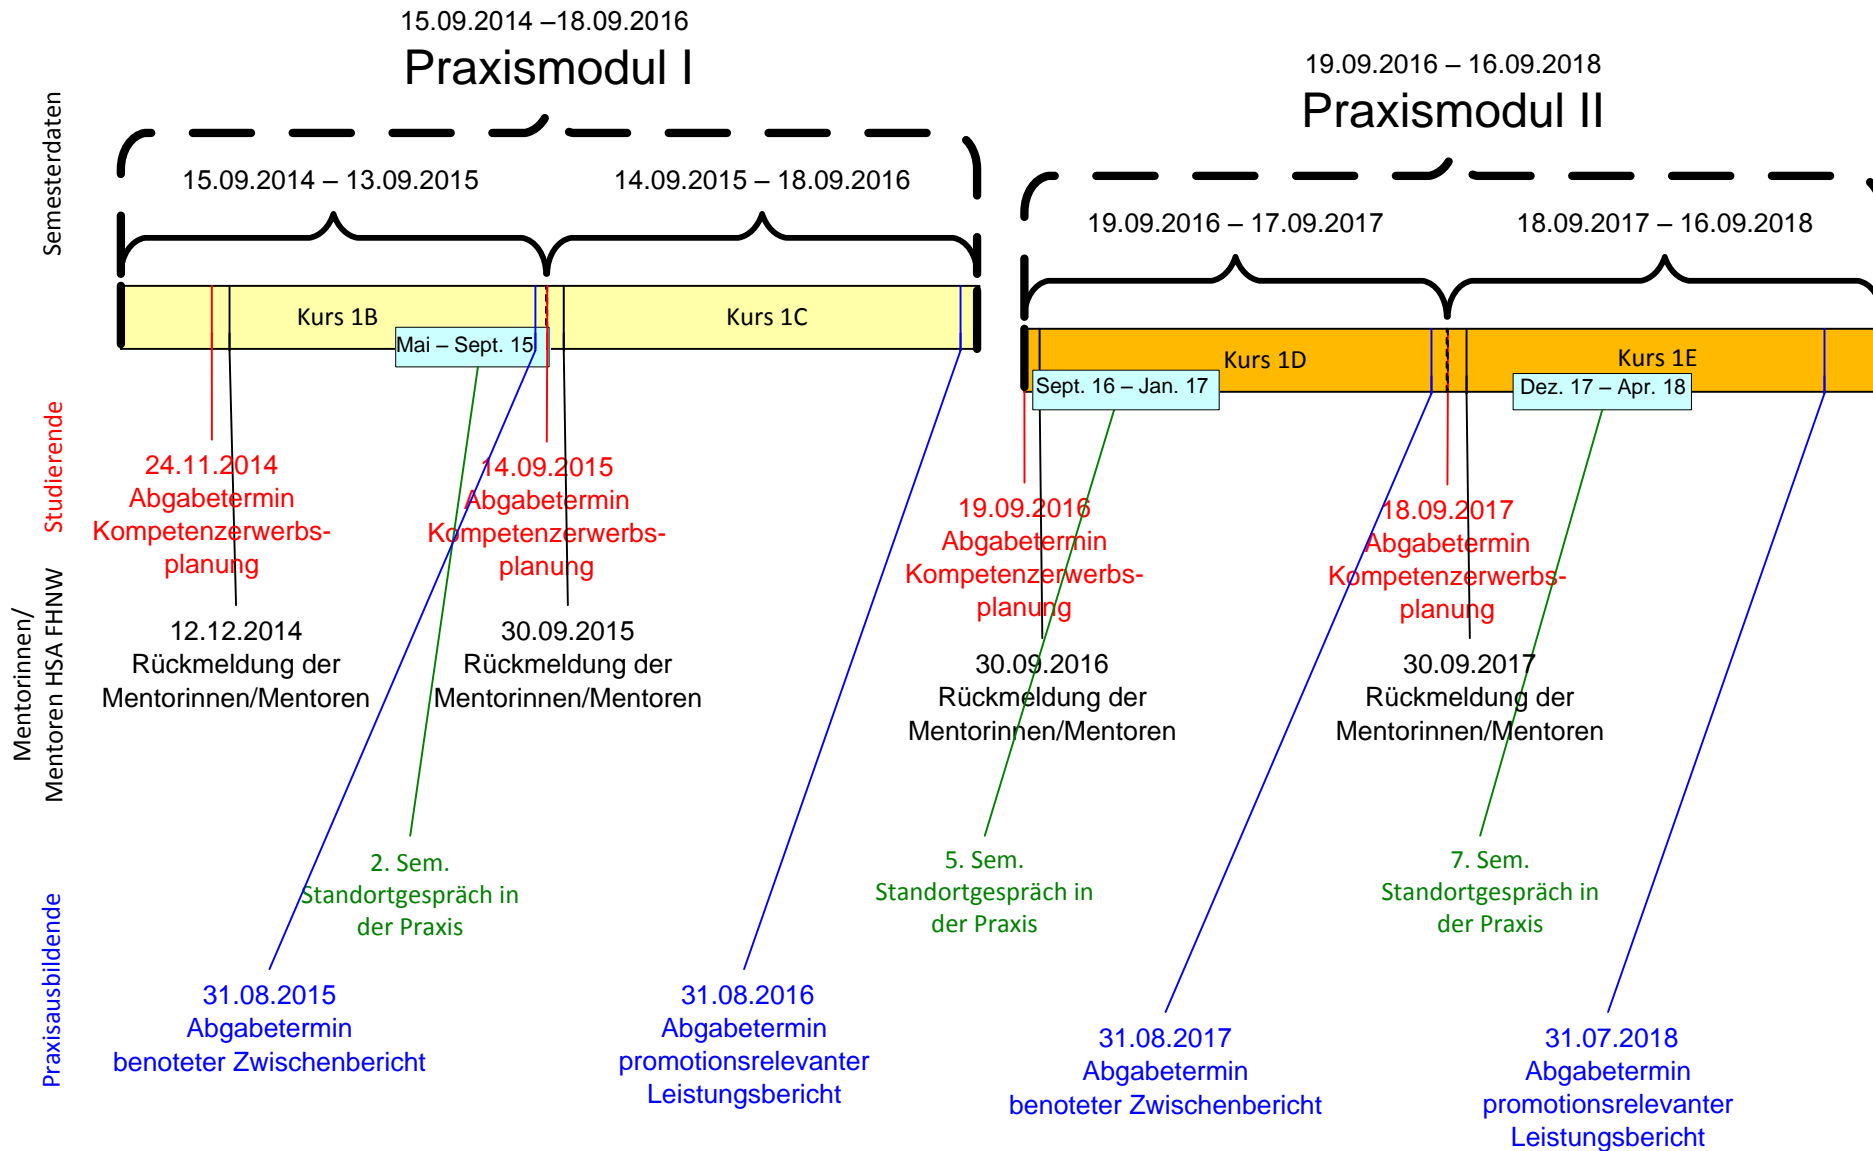 15.09.2014 –18.09.2016
Praxismodul I
19.09.2016 – 16.09.2018
Praxismodul II
Semesterdaten
15.09.2014 – 13.09.2015
14.09.2015 – 18.09.2016
19.09.2016 – 17.09.2017
18.09.2017 – 16.09.2018
Kurs 1B
Kurs 1C
Kurs 1D
Kurs 1E
Mai – Sept. 15
Sept. 16 – Jan. 17
Dez. 17 – Apr. 18
Studierende
24.11.2014
Abgabetermin
Kompetenzerwerbs-
planung
14.09.2015
Abgabetermin
Kompetenzerwerbs-
planung
19.09.2016
Abgabetermin
Kompetenzerwerbs-
planung
18.09.2017
Abgabetermin
Kompetenzerwerbs-
planung
Mentorinnen/
Mentoren HSA FHNW
12.12.2014
Rückmeldung der
Mentorinnen/Mentoren
30.09.2015
Rückmeldung der
Mentorinnen/Mentoren
30.09.2016
Rückmeldung der
Mentorinnen/Mentoren
30.09.2017
Rückmeldung der
Mentorinnen/Mentoren
2. Sem.
Standortgespräch in
der Praxis
5. Sem.
Standortgespräch in
der Praxis
7. Sem.
Standortgespräch in
der Praxis
Praxisausbildende
31.08.2015
Abgabetermin
benoteter Zwischenbericht
31.08.2016
Abgabetermin
promotionsrelevanter
Leistungsbericht
31.08.2017
Abgabetermin
benoteter Zwischenbericht
31.07.2018
Abgabetermin
promotionsrelevanter
Leistungsbericht